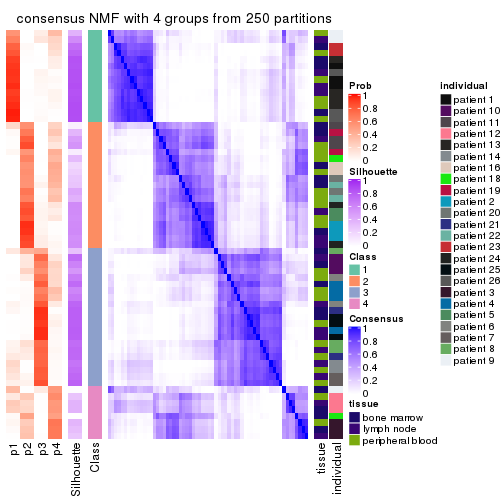 consensus NMF with 4 groups from 250 partitions
Prob
1
0.8
0.6
0.4
0.2
0
Silhouette
1
0.8
0.6
0.4
0.2
0
Class
1
2
3
4
Consensus
1
0.8
0.6
0.4
0.2
0
tissue
bone marrow
lymph node
peripheral blood
individual
patient 1
patient 10
patient 11
patient 12
patient 13
patient 14
patient 16
patient 18
patient 19
patient 2
patient 20
patient 21
patient 22
patient 23
patient 24
patient 25
patient 26
patient 3
patient 4
patient 5
patient 6
patient 7
patient 8
patient 9
p1
p2
p3
p4
Silhouette
Class
tissue
individual